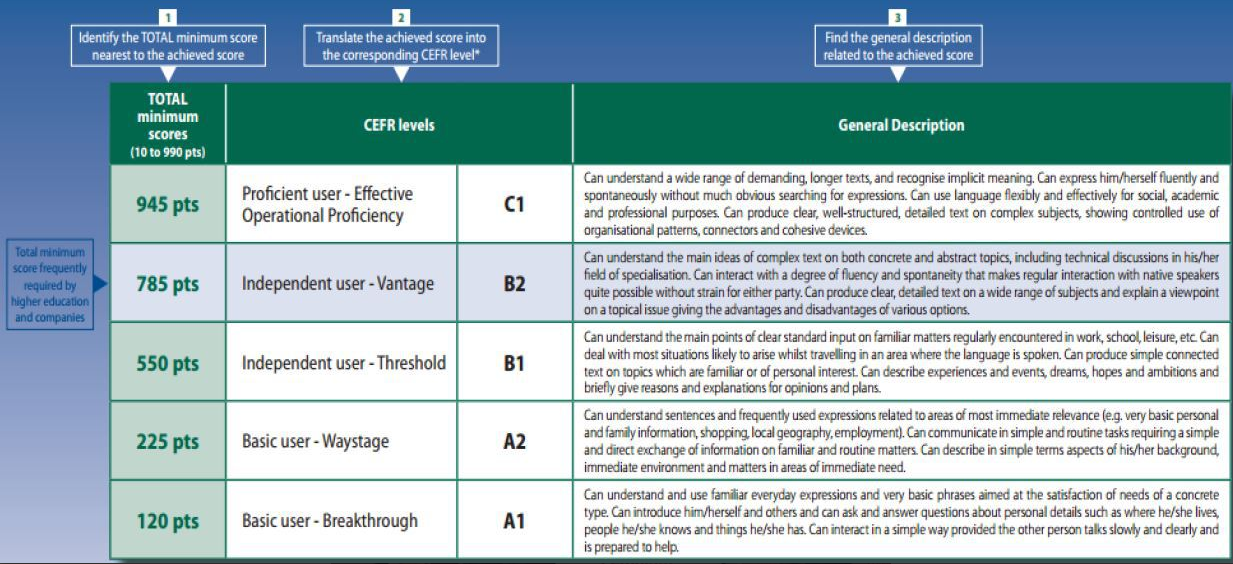 1
Identify the TOTAL minimum score
nearest to the achieved score
2
Translate the achieved score into
the corresponding CEFR level*
3
Find the general description
related to the achieved score
TOTAL
minimum
scores
(10 to 990 pts)
CEFR levels
General Description
945 pts
Proficient user - Effective
Operational Proficiency
C1
Can understand a wide range of demanding, longer texts, and recognise implicit meaning. Can express him/herself fluently and
spontaneously without much obvious searching for expressions. Can use language flexibly and effectively for social, academic
and professional purposes. Can produce clear, well-structured, detailed text on complex subjects, showing controlled use of
organisational patterns, connectors and cohesive devices.
Total minimum
score frequently
required by
higher education
and companies
785 pts
Independent user - Vantage
B2
Can understand the main ideas of complex text on both concrete and abstract topics, including technical discussions in his/her
field of specialisation. Can interact with a degree of fluency and spontaneity that makes regular interaction with native speakers
quite possible without strain for either party. Can produce clear, detailed text on a wide range of subjects and explain a viewpoint
on a topical issue giving the advantages and disadvantages of various options.
550 pts
Independent user - Threshold
B1
Can understand the main points of clear standard input on familiar matters regularly encountered in work, school, leisure, etc. Can
deal with most situations likely to arise whilst travelling in an area where the language is spoken. Can produce simple connected
text on topics which are familiar or of personal interest. Can describe experiences and events, dreams, hopes and ambitions and
briefly give reasons and explanations for opinions and plans.
225 pts
Basic user - Waystage
A2
Can understand sentences and frequently used expressions related to areas of most immediate relevance (e.g. very basic personal
and family information, shopping, local geography, employment). Can communicate in simple and routine tasks requiring a simple
and direct exchange of information on familiar and routine matters. Can describe in simple terms aspects of his/her background,
immediate environment and matters in areas of immediate need.
120 pts
Basic user - Breakthrough
A1
Can understand and use familiar everyday expressions and very basic phrases aimed at the satisfaction of needs of a concrete
type. Can introduce him/herself and others and can ask and answer questions about personal details such as where he/she lives,
people he/she knows and things he/she has. Can interact in a simple way provided the other person talks slowly and clearly and
is prepared to help.